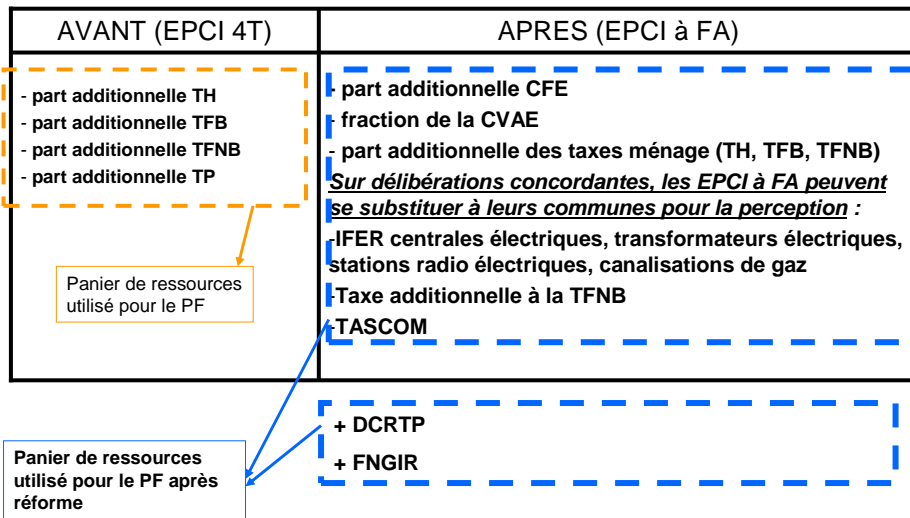 AVANT (EPCI 4T)
APRES (EPCI à FA)
- part additionnelle TH
- part additionnelle TFB
- part additionnelle TFNB
- part additionnelle TP
Panier de ressources
utilisé pour le PF
- part additionnelle CFE
- fraction de la CVAE
- part additionnelle des taxes ménage (TH, TFB, TFNB)
Sur délibérations concordantes, les EPCI à FA peuvent
se substituer à leurs communes pour la perception :
-IFER centrales électriques, transformateurs électriques,
stations radio électriques, canalisations de gaz
-Taxe additionnelle à la TFNB
-TASCOM
+ DCRTP
+ FNGIR
Panier de ressources
utilisé pour le PF après
réforme